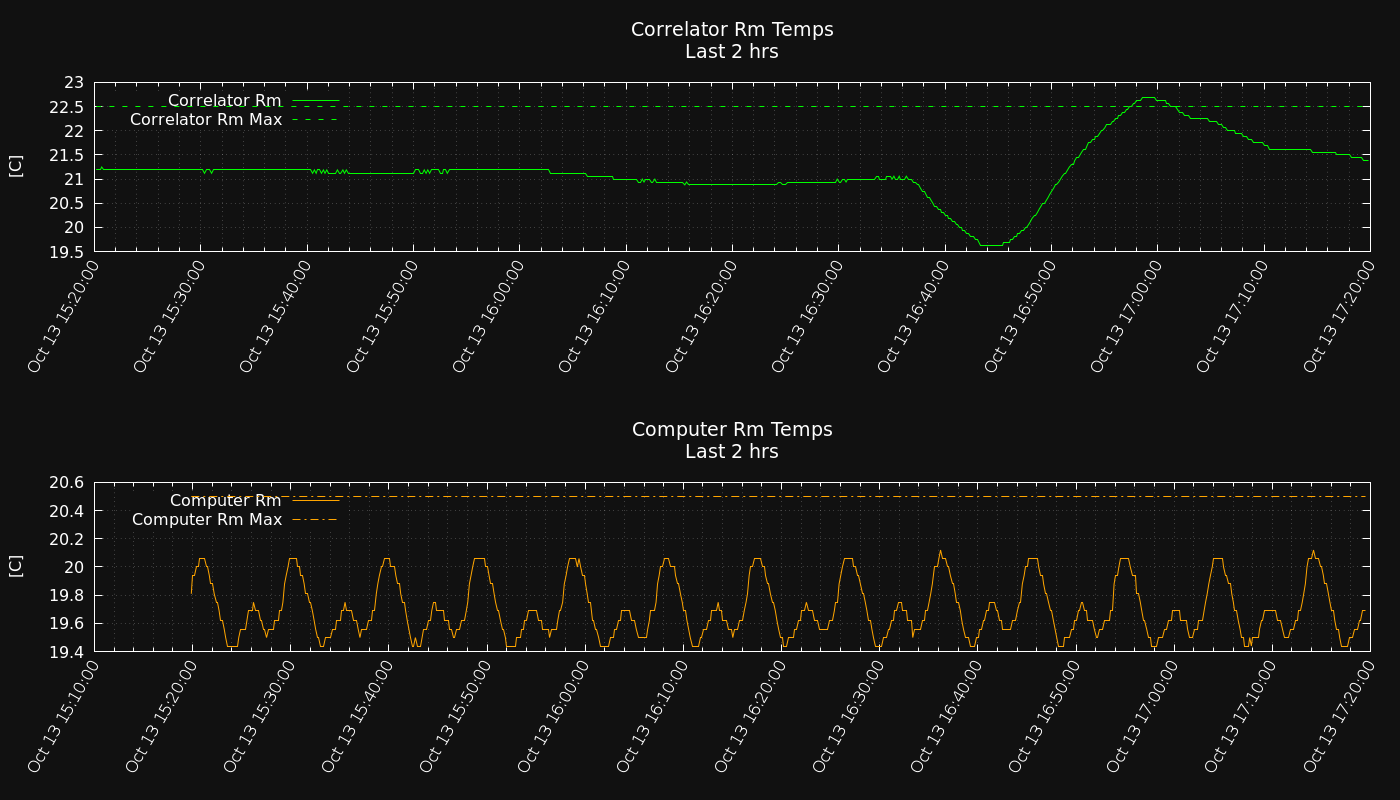 Correlator Rm Temps
Last 2 hrs
23
22.5
22
21.5
21
20.5
20
19.5
[C]
Correlator Rm
Correlator Rm Max
Oct 13 15:20:00
Oct 13 15:30:00
Oct 13 15:40:00
Oct 13 15:50:00
Oct 13 16:00:00
Oct 13 16:10:00
Oct 13 16:20:00
Oct 13 16:30:00
Oct 13 16:40:00
Oct 13 16:50:00
Oct 13 17:00:00
Oct 13 17:10:00
Oct 13 17:20:00
Computer Rm Temps
Last 2 hrs
20.6
20.4
20.2
20
19.8
19.6
19.4
[C]
Computer Rm
Computer Rm Max
Oct 13 15:10:00
Oct 13 15:20:00
Oct 13 15:30:00
Oct 13 15:40:00
Oct 13 15:50:00
Oct 13 16:00:00
Oct 13 16:10:00
Oct 13 16:20:00
Oct 13 16:30:00
Oct 13 16:40:00
Oct 13 16:50:00
Oct 13 17:00:00
Oct 13 17:10:00
Oct 13 17:20:00